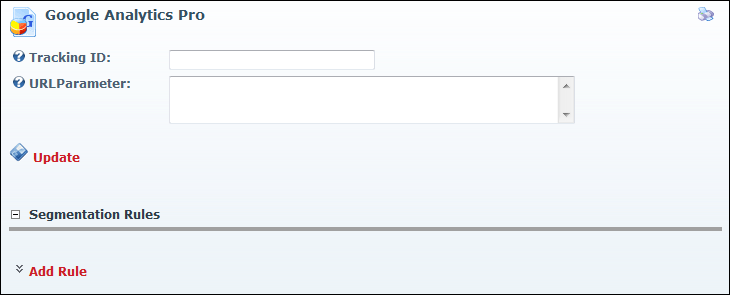 Google Analytics Pro
Tracking ID:
URLParameter:
Update
Segmentation Rules
Add Rule